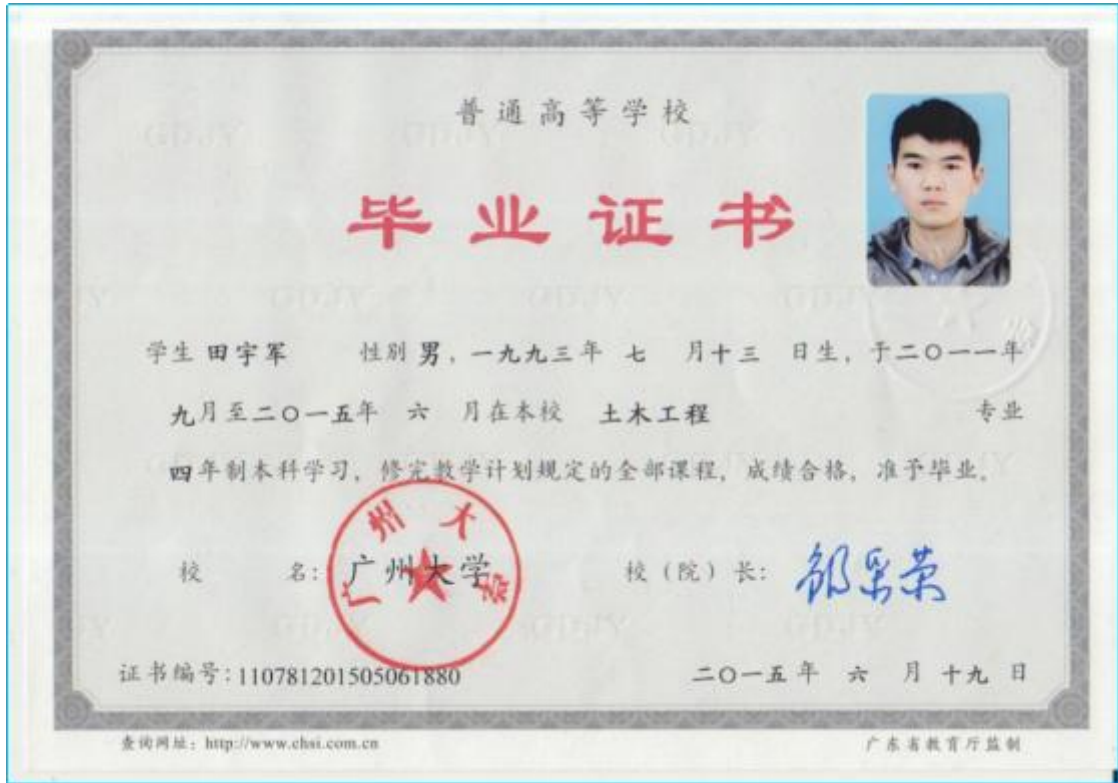 普通高等学校
毕业证书
学生 田宇军 性别 男，一九九三年 七 月十三 日生，于二〇一一年
九月至二〇一五年 六 月在本校 土木工程 专业
四年制本科学习，修完教学计划规定的全部课程，成绩合格，准予毕业。
校 名：广州大学 校（院）长：
广州大学
证书编号：110781201505061880 二〇一五年 六 月 十九 日
查询网址：http://www.chsi.com.cn 广东省教育厅监制